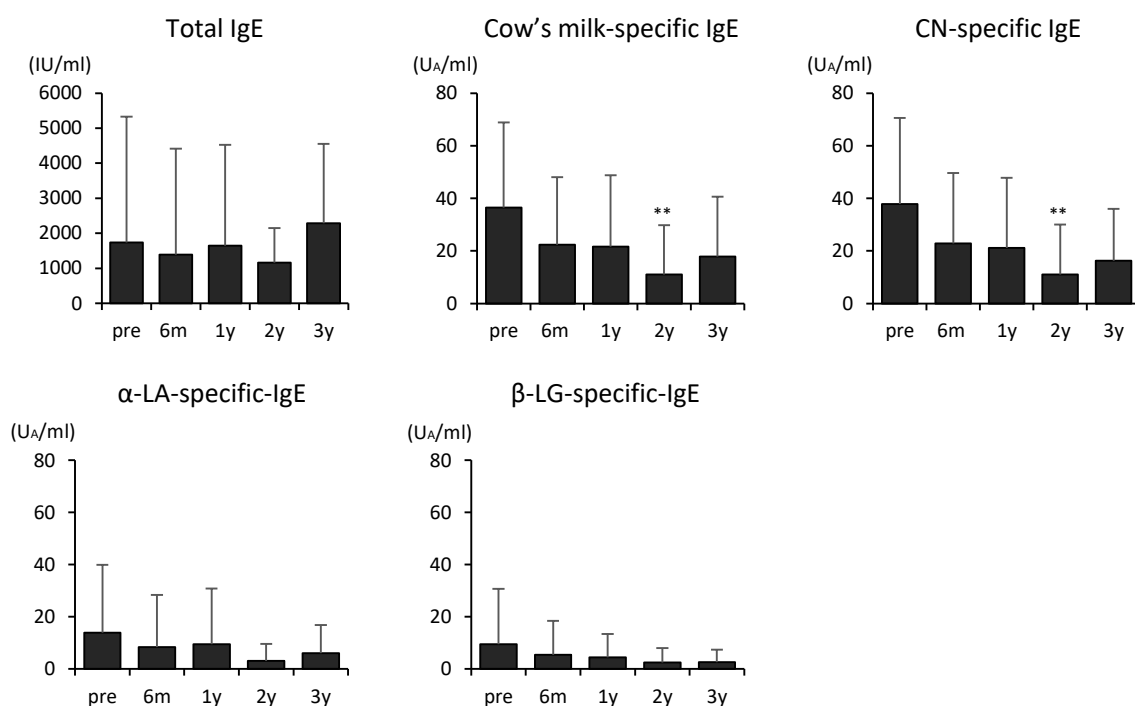 Total IgE
(IU/ml)
6000
5000
4000
3000
2000
1000
0
pre 6m 1y 2y 3y
Cow's milk-specific IgE
(UA/ml)
80
60
40
20
0
**
pre 6m 1y 2y 3y
CN-specific IgE
(UA/ml)
80
60
40
20
0
**
pre 6m 1y 2y 3y
α-LA-specific-IgE
(UA/ml)
80
60
40
20
0
pre 6m 1y 2y 3y
β-LG-specific-IgE
(UA/ml)
80
60
40
20
0
pre 6m 1y 2y 3y